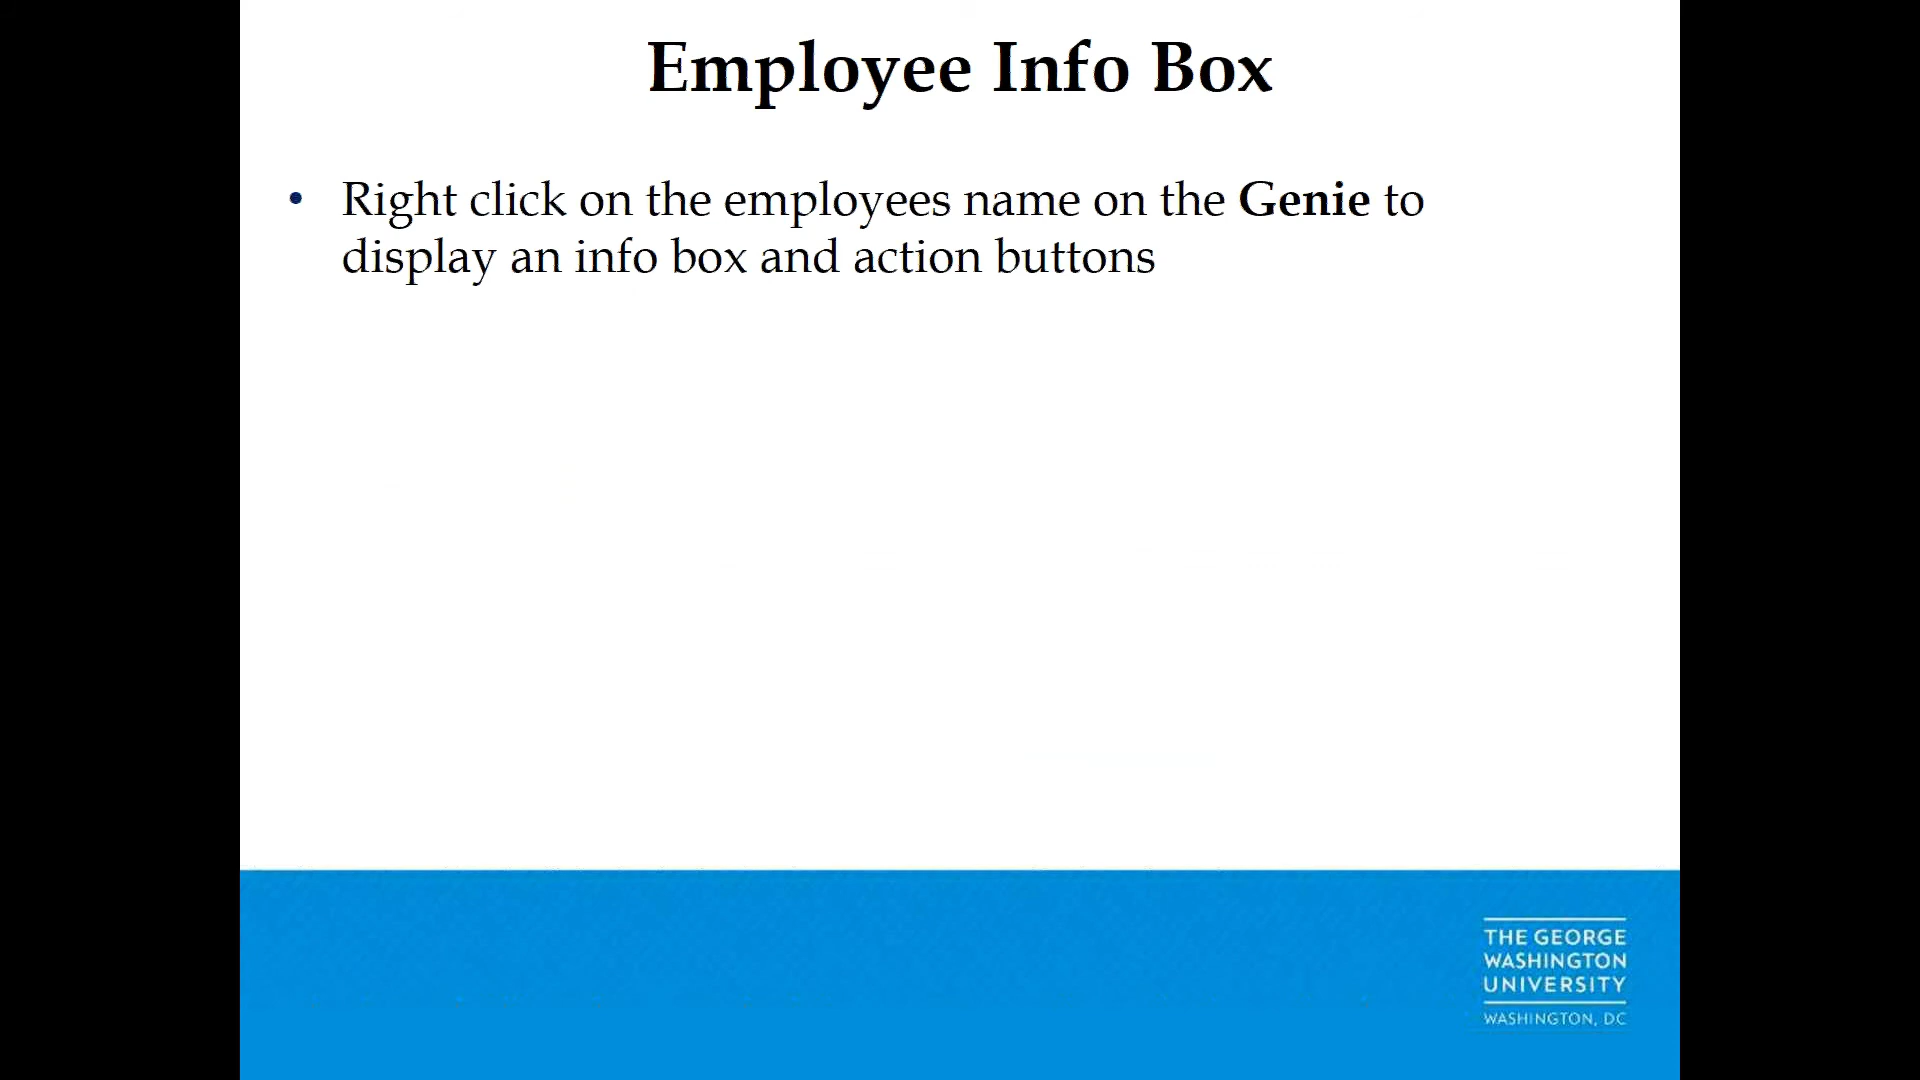 Employee Info Box
• Right click on the employees name on the Genie to
display an info box and action buttons
THE GEORGE
WASHINGTON
UNIVERSITY
WASHINGTON, DC